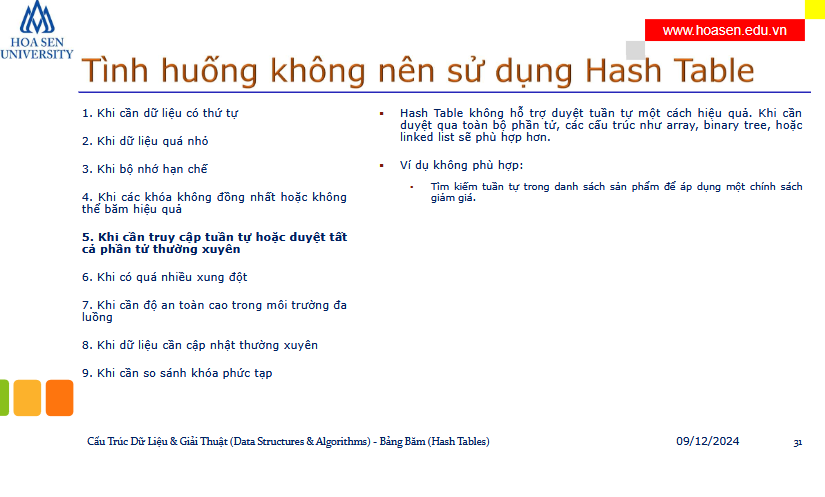 HOA SEN
UNIVERSITY
www.hoasen.edu.vn
Tình huống không nên sử dụng Hash Table
1. Khi cần dữ liệu có thứ tự
2. Khi dữ liệu quá nhỏ
3. Khi bộ nhớ hạn chế
4. Khi các khóa không đồng nhất hoặc không
thể băm hiệu quả
5. Khi cần truy cập tuần tự hoặc duyệt tất
cả phần tử thường xuyên
6. Khi có quá nhiều xung đột
7. Khi cần độ an toàn cao trong môi trường đa
luồng
8. Khi dữ liệu cần cập nhật thường xuyên
9. Khi cần so sánh khóa phức tạp
▪ Hash Table không hỗ trợ duyệt tuần tự một cách hiệu quả. Khi cần
duyệt qua toàn bộ phần tử, các cấu trúc như array, binary tree, hoặc
linked list sẽ phù hợp hơn.
▪ Ví dụ không phù hợp:
▪ Tìm kiếm tuần tự trong danh sách sản phẩm để áp dụng một chính sách
giảm giá.
Cấu Trúc Dữ Liệu & Giải Thuật (Data Structures & Algorithms) - Bảng Băm (Hash Tables)
09/12/2024
31